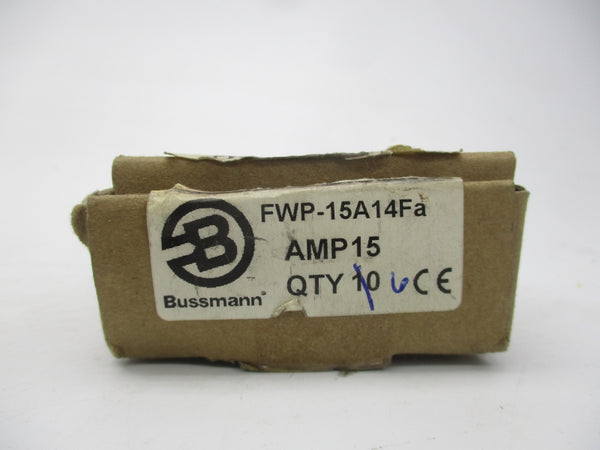 FWP-15A14Fa
AMP15
QTY 10 6 CE
B
Bussmann